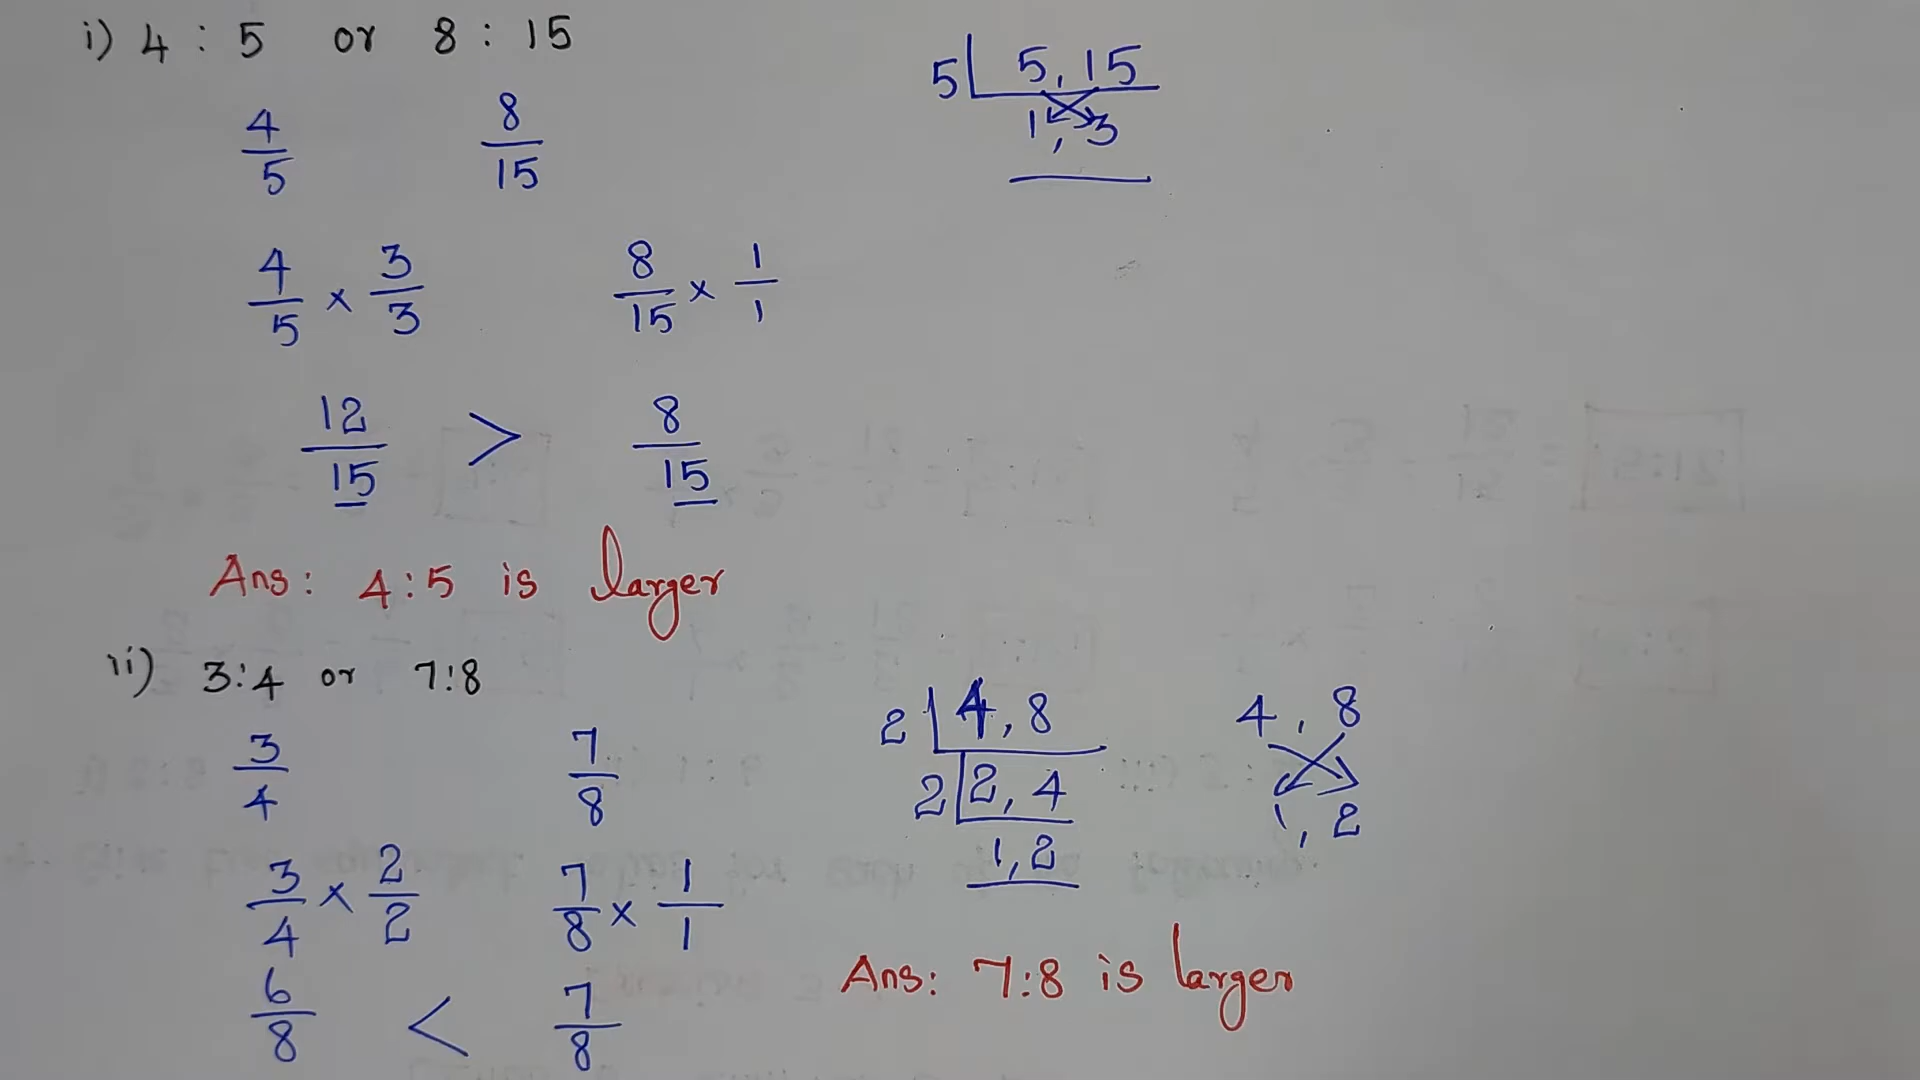 i) 4 : 5 or 8 : 15
4/5 8/15
5 | 5, 15
1, 3
4/5 × 3/3 8/15 × 1/1
12/15 > 8/15
Ans: 4:5 is larger
ii) 3:4 or 7:8
3/4 7/8
2 | 4, 8
2 | 2, 4
1, 2
4, 8
1, 2
3/4 × 2/2 7/8 × 1/1
6/8 < 7/8
Ans: 7:8 is larger